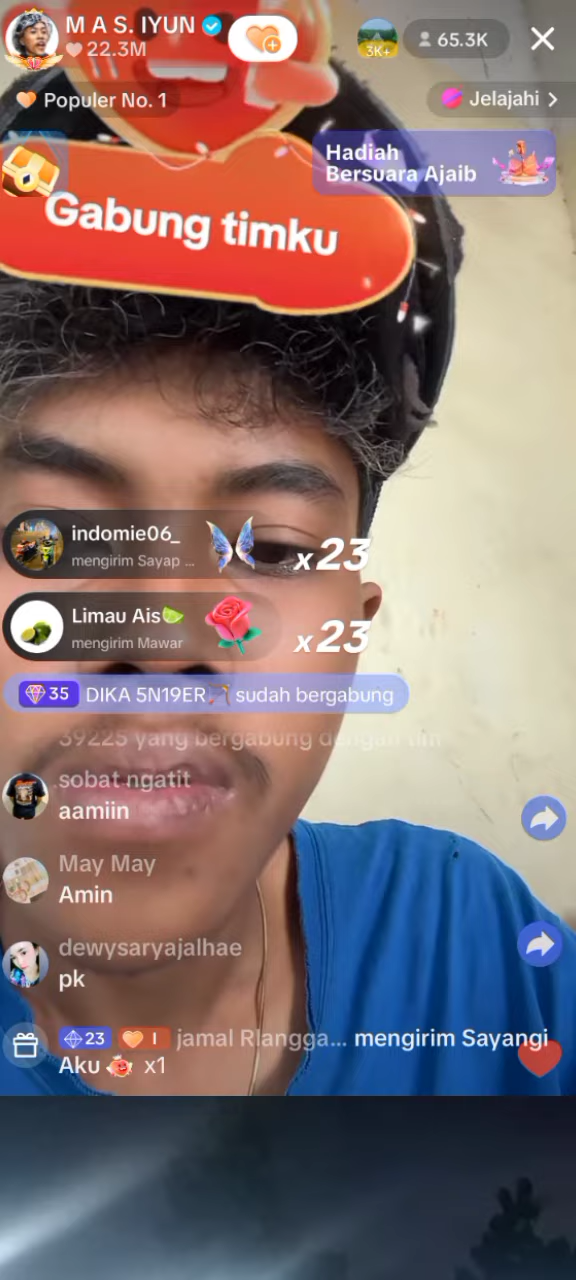 M A S. IYUN
22.3M
3K+
65.3K
Populer No. 1
Jelajahi >
Hadiah
Bersuara Ajaib
Gabung timku
indomie06_
mengirim Sayap ...
x23
Limau Ais
mengirim Mawar
x23
35 DIKA 5N19ER sudah bergabung
39225 yang bergabung dengan tim
sobat ngatit
aamiin
May May
Amin
dewysaryajalhae
pk
23 I jamal Rlangga... mengirim Sayangi
Aku x1